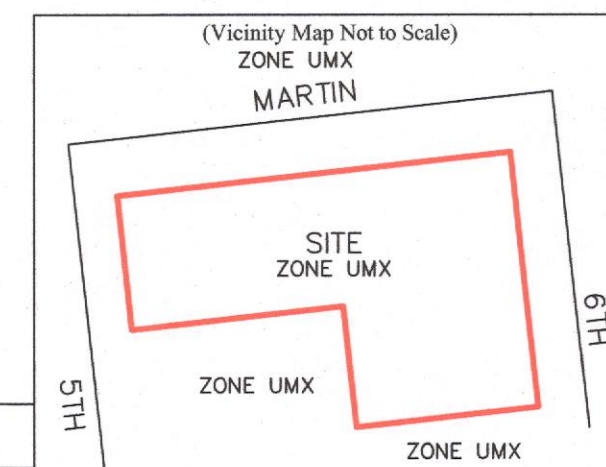 (Vicinity Map Not to Scale)
ZONE UMX
MARTIN
SITE
ZONE UMX
6TH
5TH
ZONE UMX
ZONE UMX